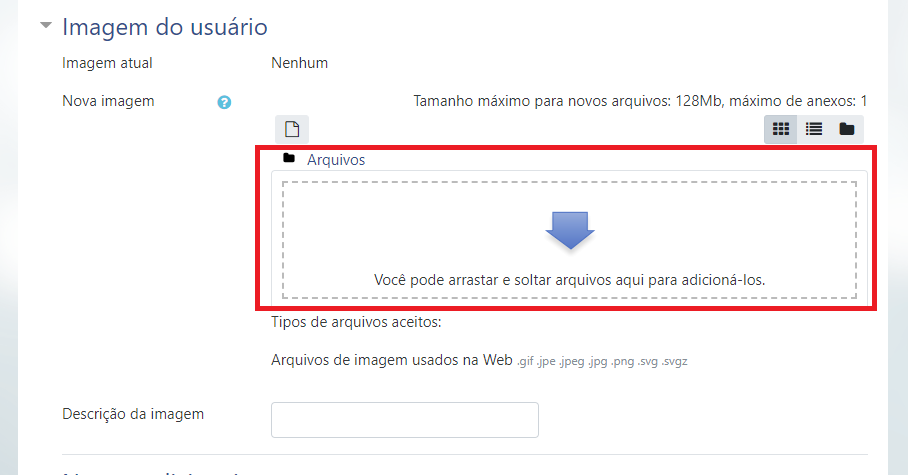 Imagem do usuário
Imagem atual Nenhum
Nova imagem Tamanho máximo para novos arquivos: 128Mb, máximo de anexos: 1
Arquivos
Você pode arrastar e soltar arquivos aqui para adicioná-los.
Tipos de arquivos aceitos:
Arquivos de imagem usados na Web .gif .jpe .jpeg .jpg .png .svg .svgz
Descrição da imagem